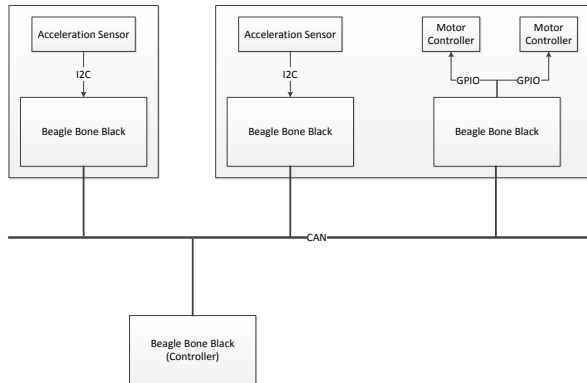 Acceleration Sensor
I2C
Beagle Bone Black
Acceleration Sensor
I2C
Beagle Bone Black
Motor
Controller
Motor
Controller
GPIO
GPIO
Beagle Bone Black
CAN
Beagle Bone Black
(Controller)